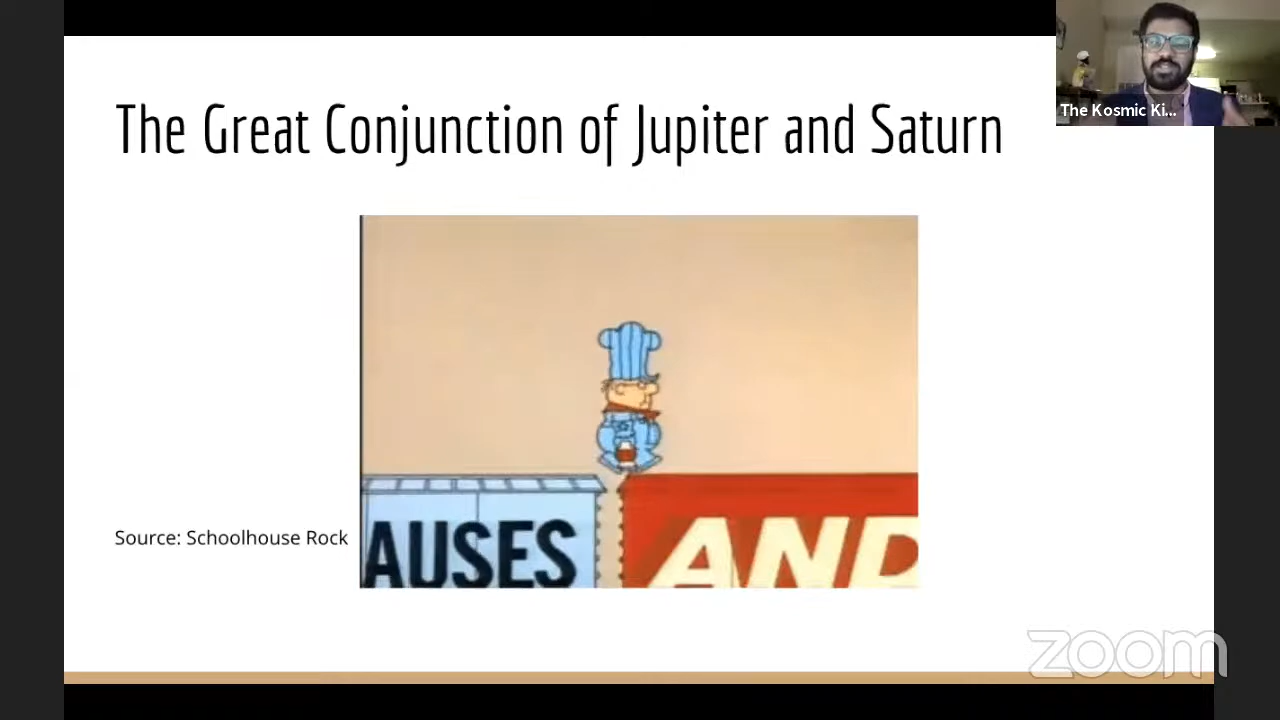 The Kosmic Ki...
The Great Conjunction of Jupiter and Saturn
AUSES
AND
Source: Schoolhouse Rock
zoom